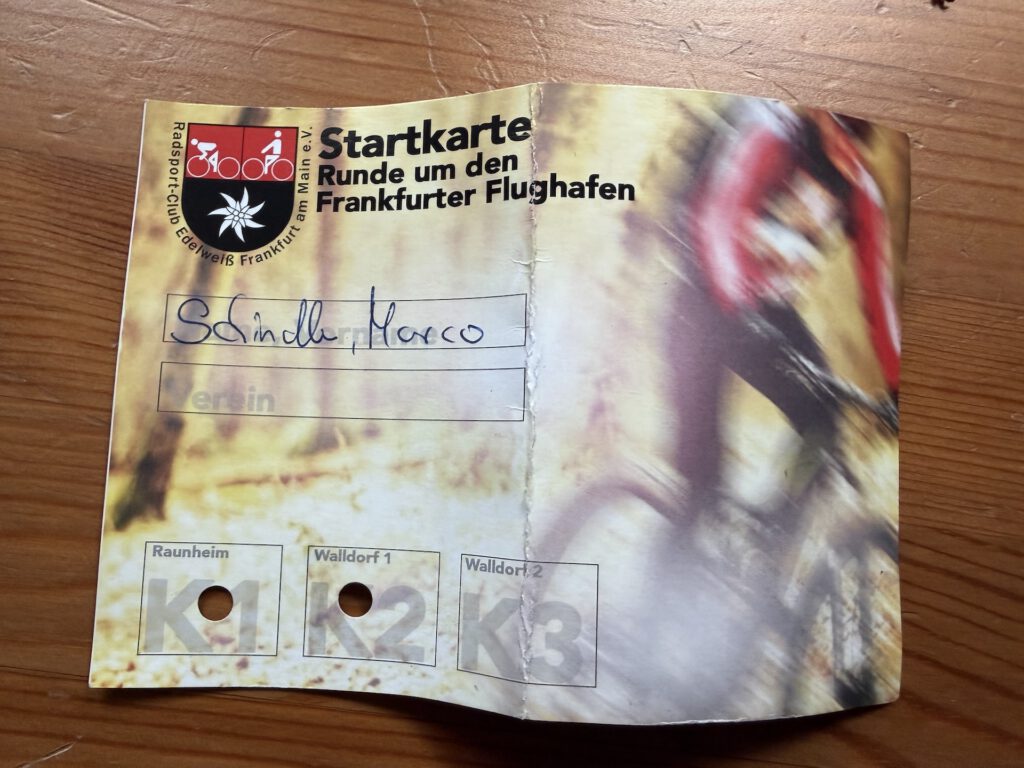 Radsport-Club Edelweiß Frankfurt am Main e.V.
Startkarte
Runde um den
Frankfurter Flughafen
Schindler, Marco
Verein
Raunheim
K1
Walldorf 1
K2
Walldorf 2
K3